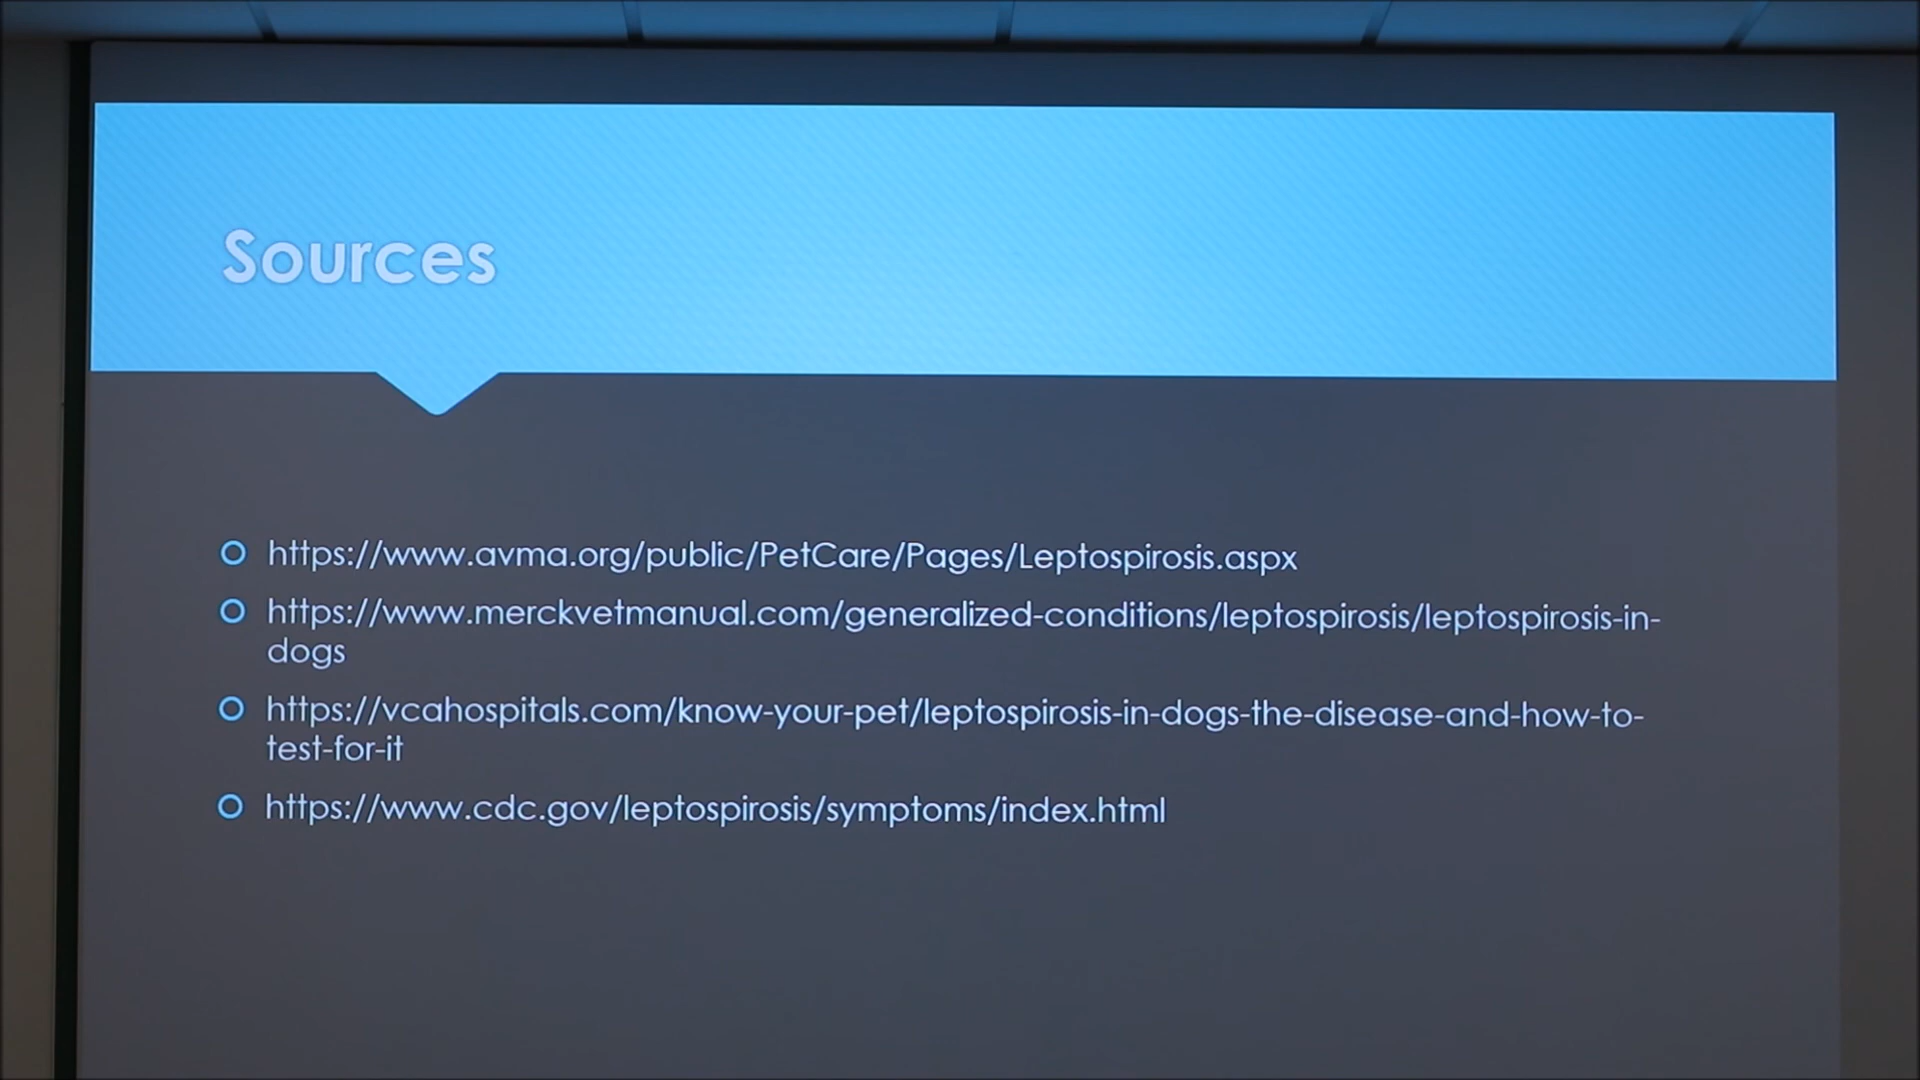 Sources
https://www.avma.org/public/PetCare/Pages/Leptospirosis.aspx
https://www.merckvetmanual.com/generalized-conditions/leptospirosis/leptospirosis-in-
dogs
https://vcahospitals.com/know-your-pet/leptospirosis-in-dogs-the-disease-and-how-to-
test-for-it
https://www.cdc.gov/leptospirosis/symptoms/index.html